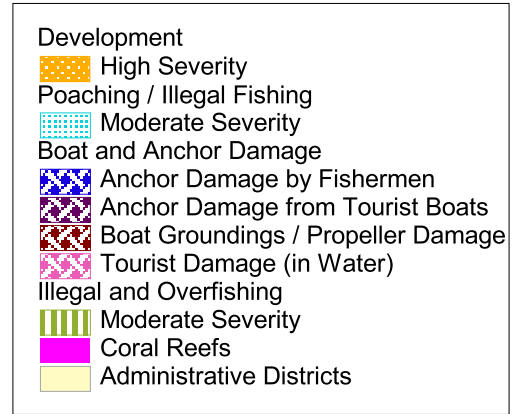 Development
High Severity
Poaching / Illegal Fishing
Moderate Severity
Boat and Anchor Damage
Anchor Damage by Fishermen
Anchor Damage from Tourist Boats
Boat Groundings / Propeller Damage
Tourist Damage (in Water)
Illegal and Overfishing
Moderate Severity
Coral Reefs
Administrative Districts